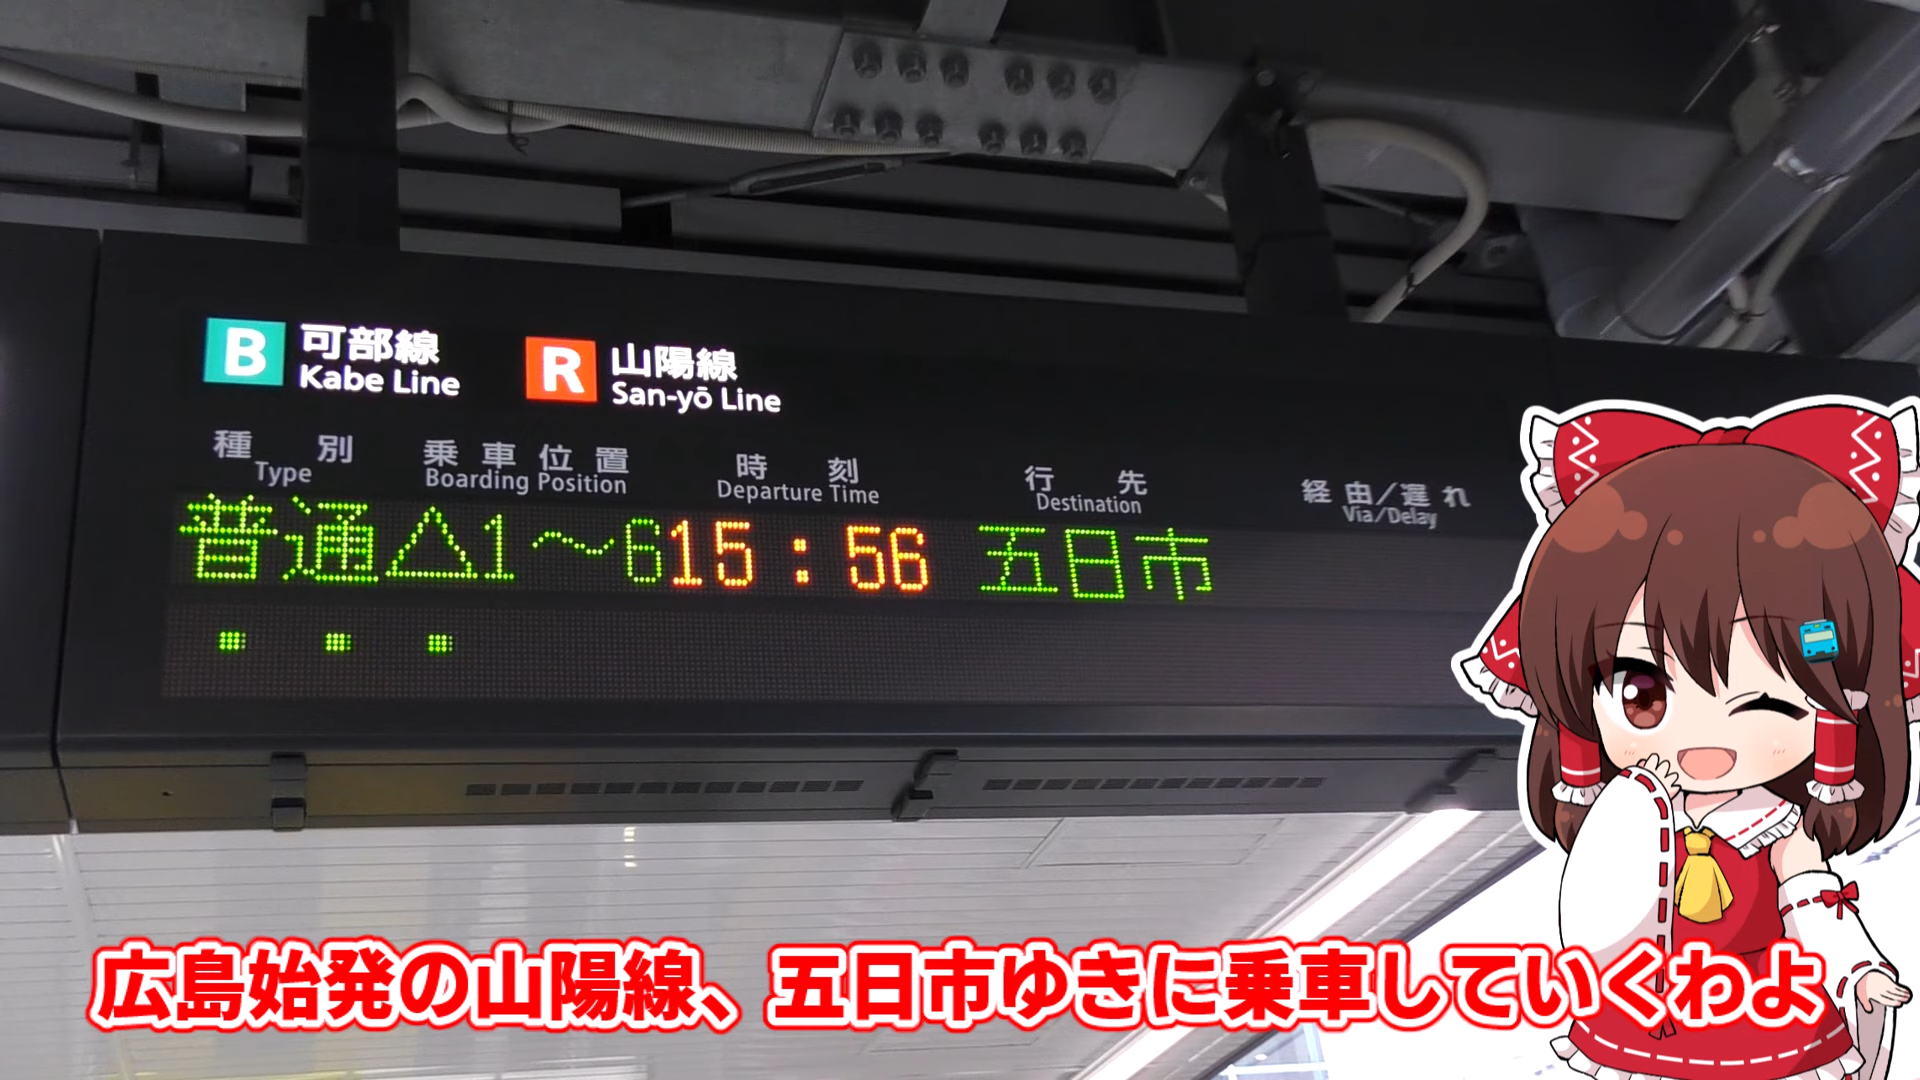 B 可部線 R 山陽線
Kabe Line San-yō Line
種別 乗車位置 時刻 行先 経由/遅れ
Type Boarding Position Departure Time Destination Via/Delay
普通△1～6 15:56 五日市
広島始発の山陽線、五日市ゆきに乗車していくわよ